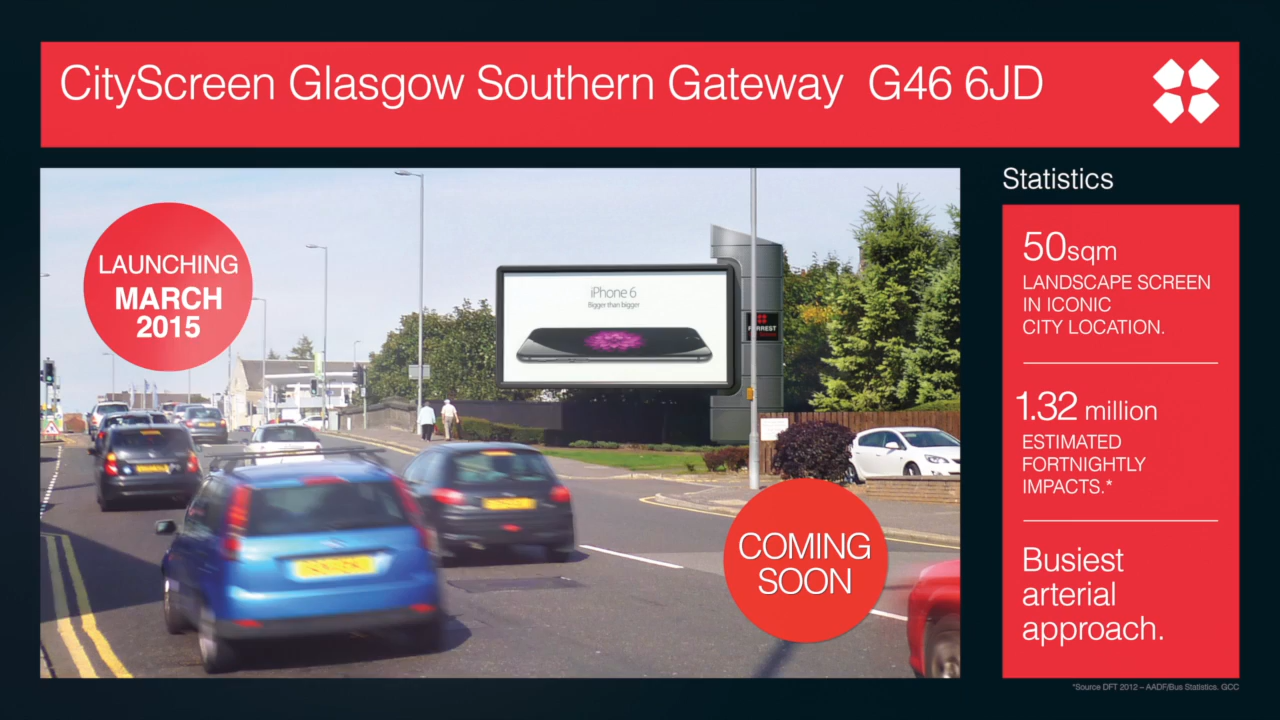 CityScreen Glasgow Southern Gateway G46 6JD
LAUNCHING
MARCH
2015
iPhone 6
Bigger than bigger
COMING
SOON
Statistics
50sqm
LANDSCAPE SCREEN
IN ICONIC
CITY LOCATION.
1.32 million
ESTIMATED
FORTNIGHTLY
IMPACTS.*
Busiest
arterial
approach.
*Source DFT 2012 – AADF/Bus Statistics. GCC